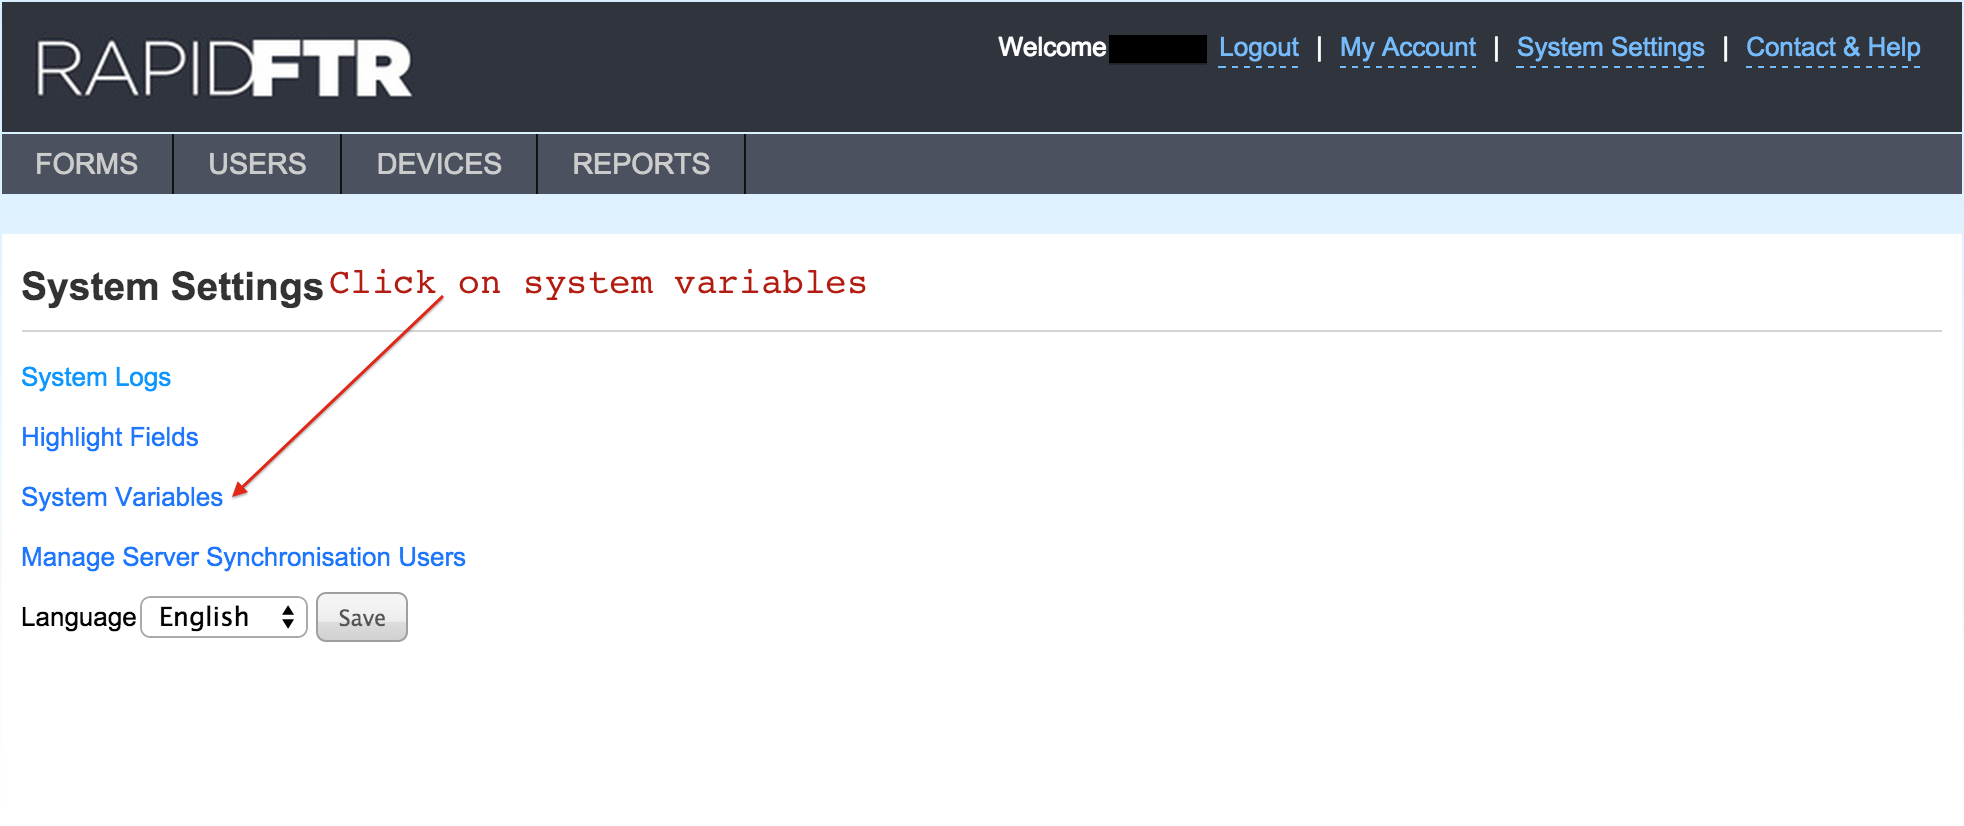 RAPIDFTR
Welcome Logout | My Account | System Settings | Contact & Help
FORMS USERS DEVICES REPORTS
System Settings Click on system variables
System Logs
Highlight Fields
System Variables
Manage Server Synchronisation Users
Language English Save